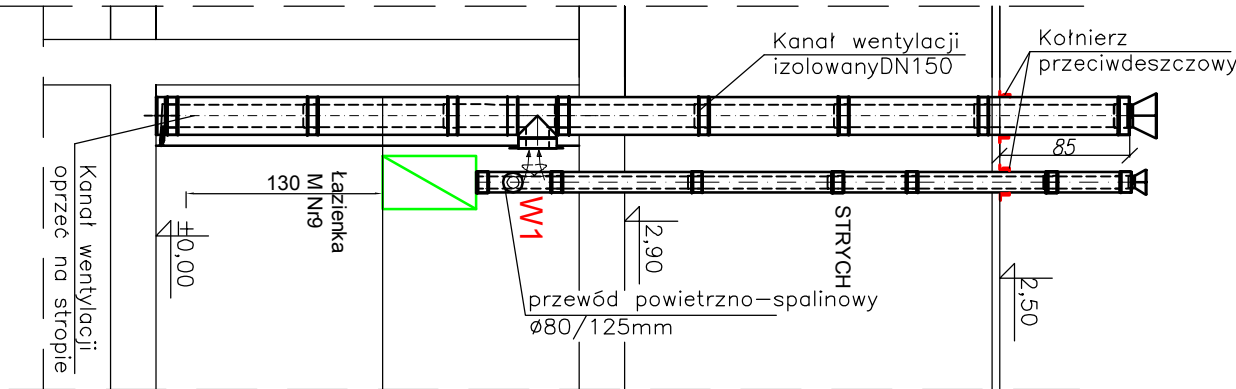 Kanał wentylacji
izolowanyDN150
Kołnierz
przeciwdeszczowy
85
Kanał wentylacji
oprzeć na stropie
130
Łazienka
M Nr9
±0,00
W1
2,90
STRYCH
2,50
przewód powietrzno-spalinowy
Ø80/125mm